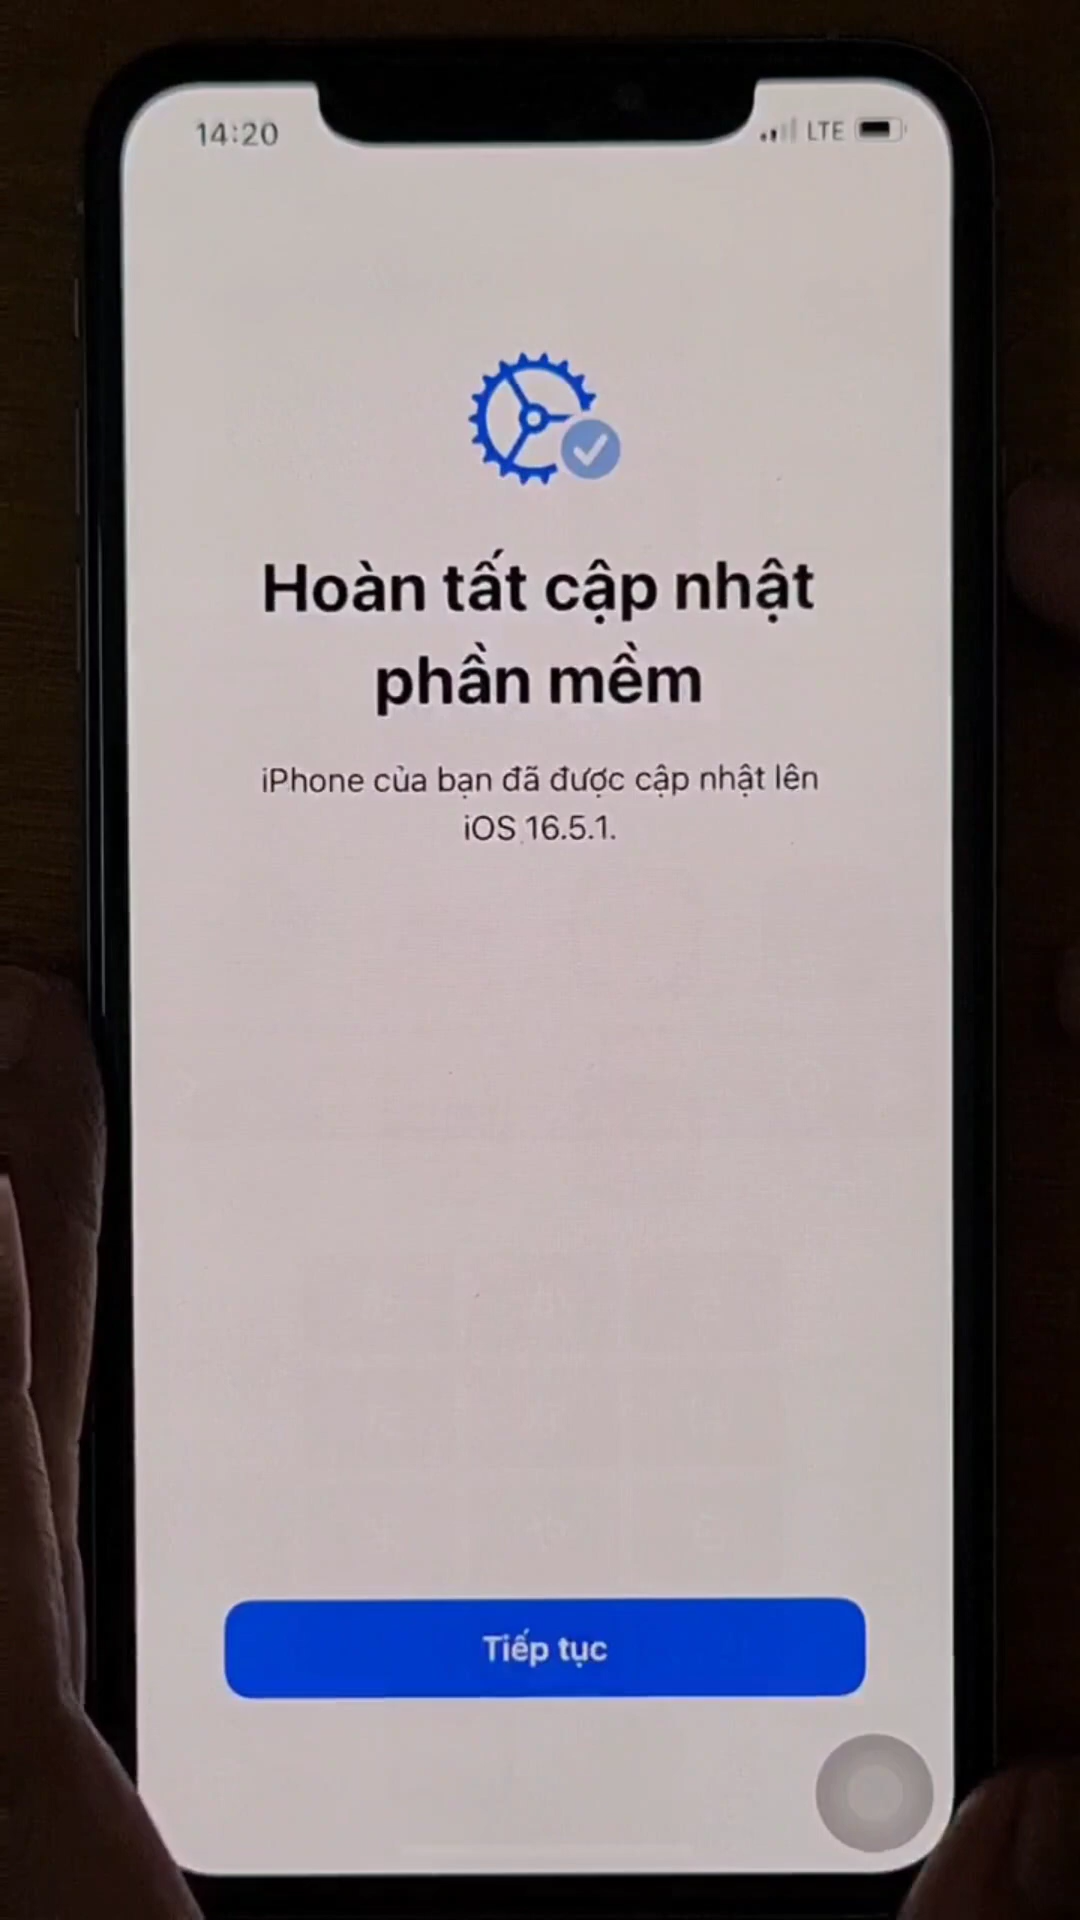 14:20
LTE
Hoàn tất cập nhật
phần mềm
iPhone của bạn đã được cập nhật lên
iOS 16.5.1.
Tiếp tục